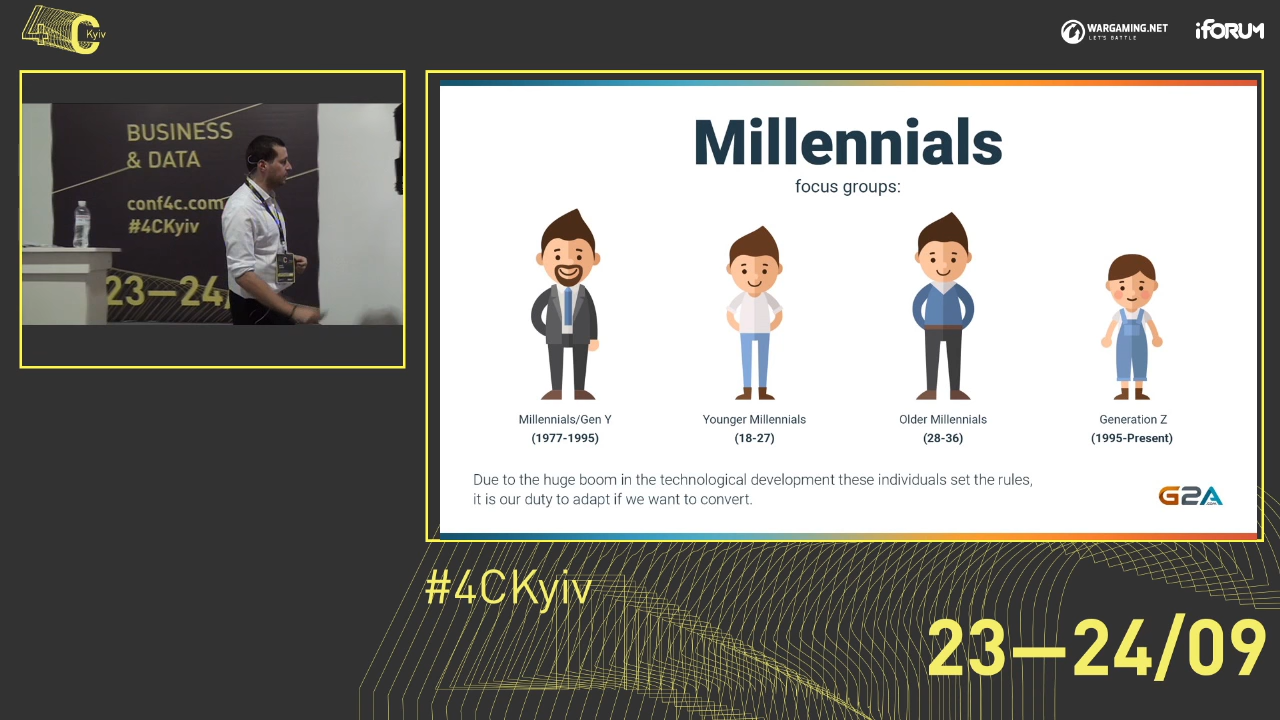 4C Kyiv
WARGAMING.NET
LET'S BATTLE
iFORUM
BUSINESS
& DATA
conf4c.com
#4CKyiv
23—24/
Millennials
focus groups:
Millennials/Gen Y
(1977-1995)
Younger Millennials
(18-27)
Older Millennials
(28-36)
Generation Z
(1995-Present)
Due to the huge boom in the technological development these individuals set the rules,
it is our duty to adapt if we want to convert.
G2A
#4CKyiv
23—24/09